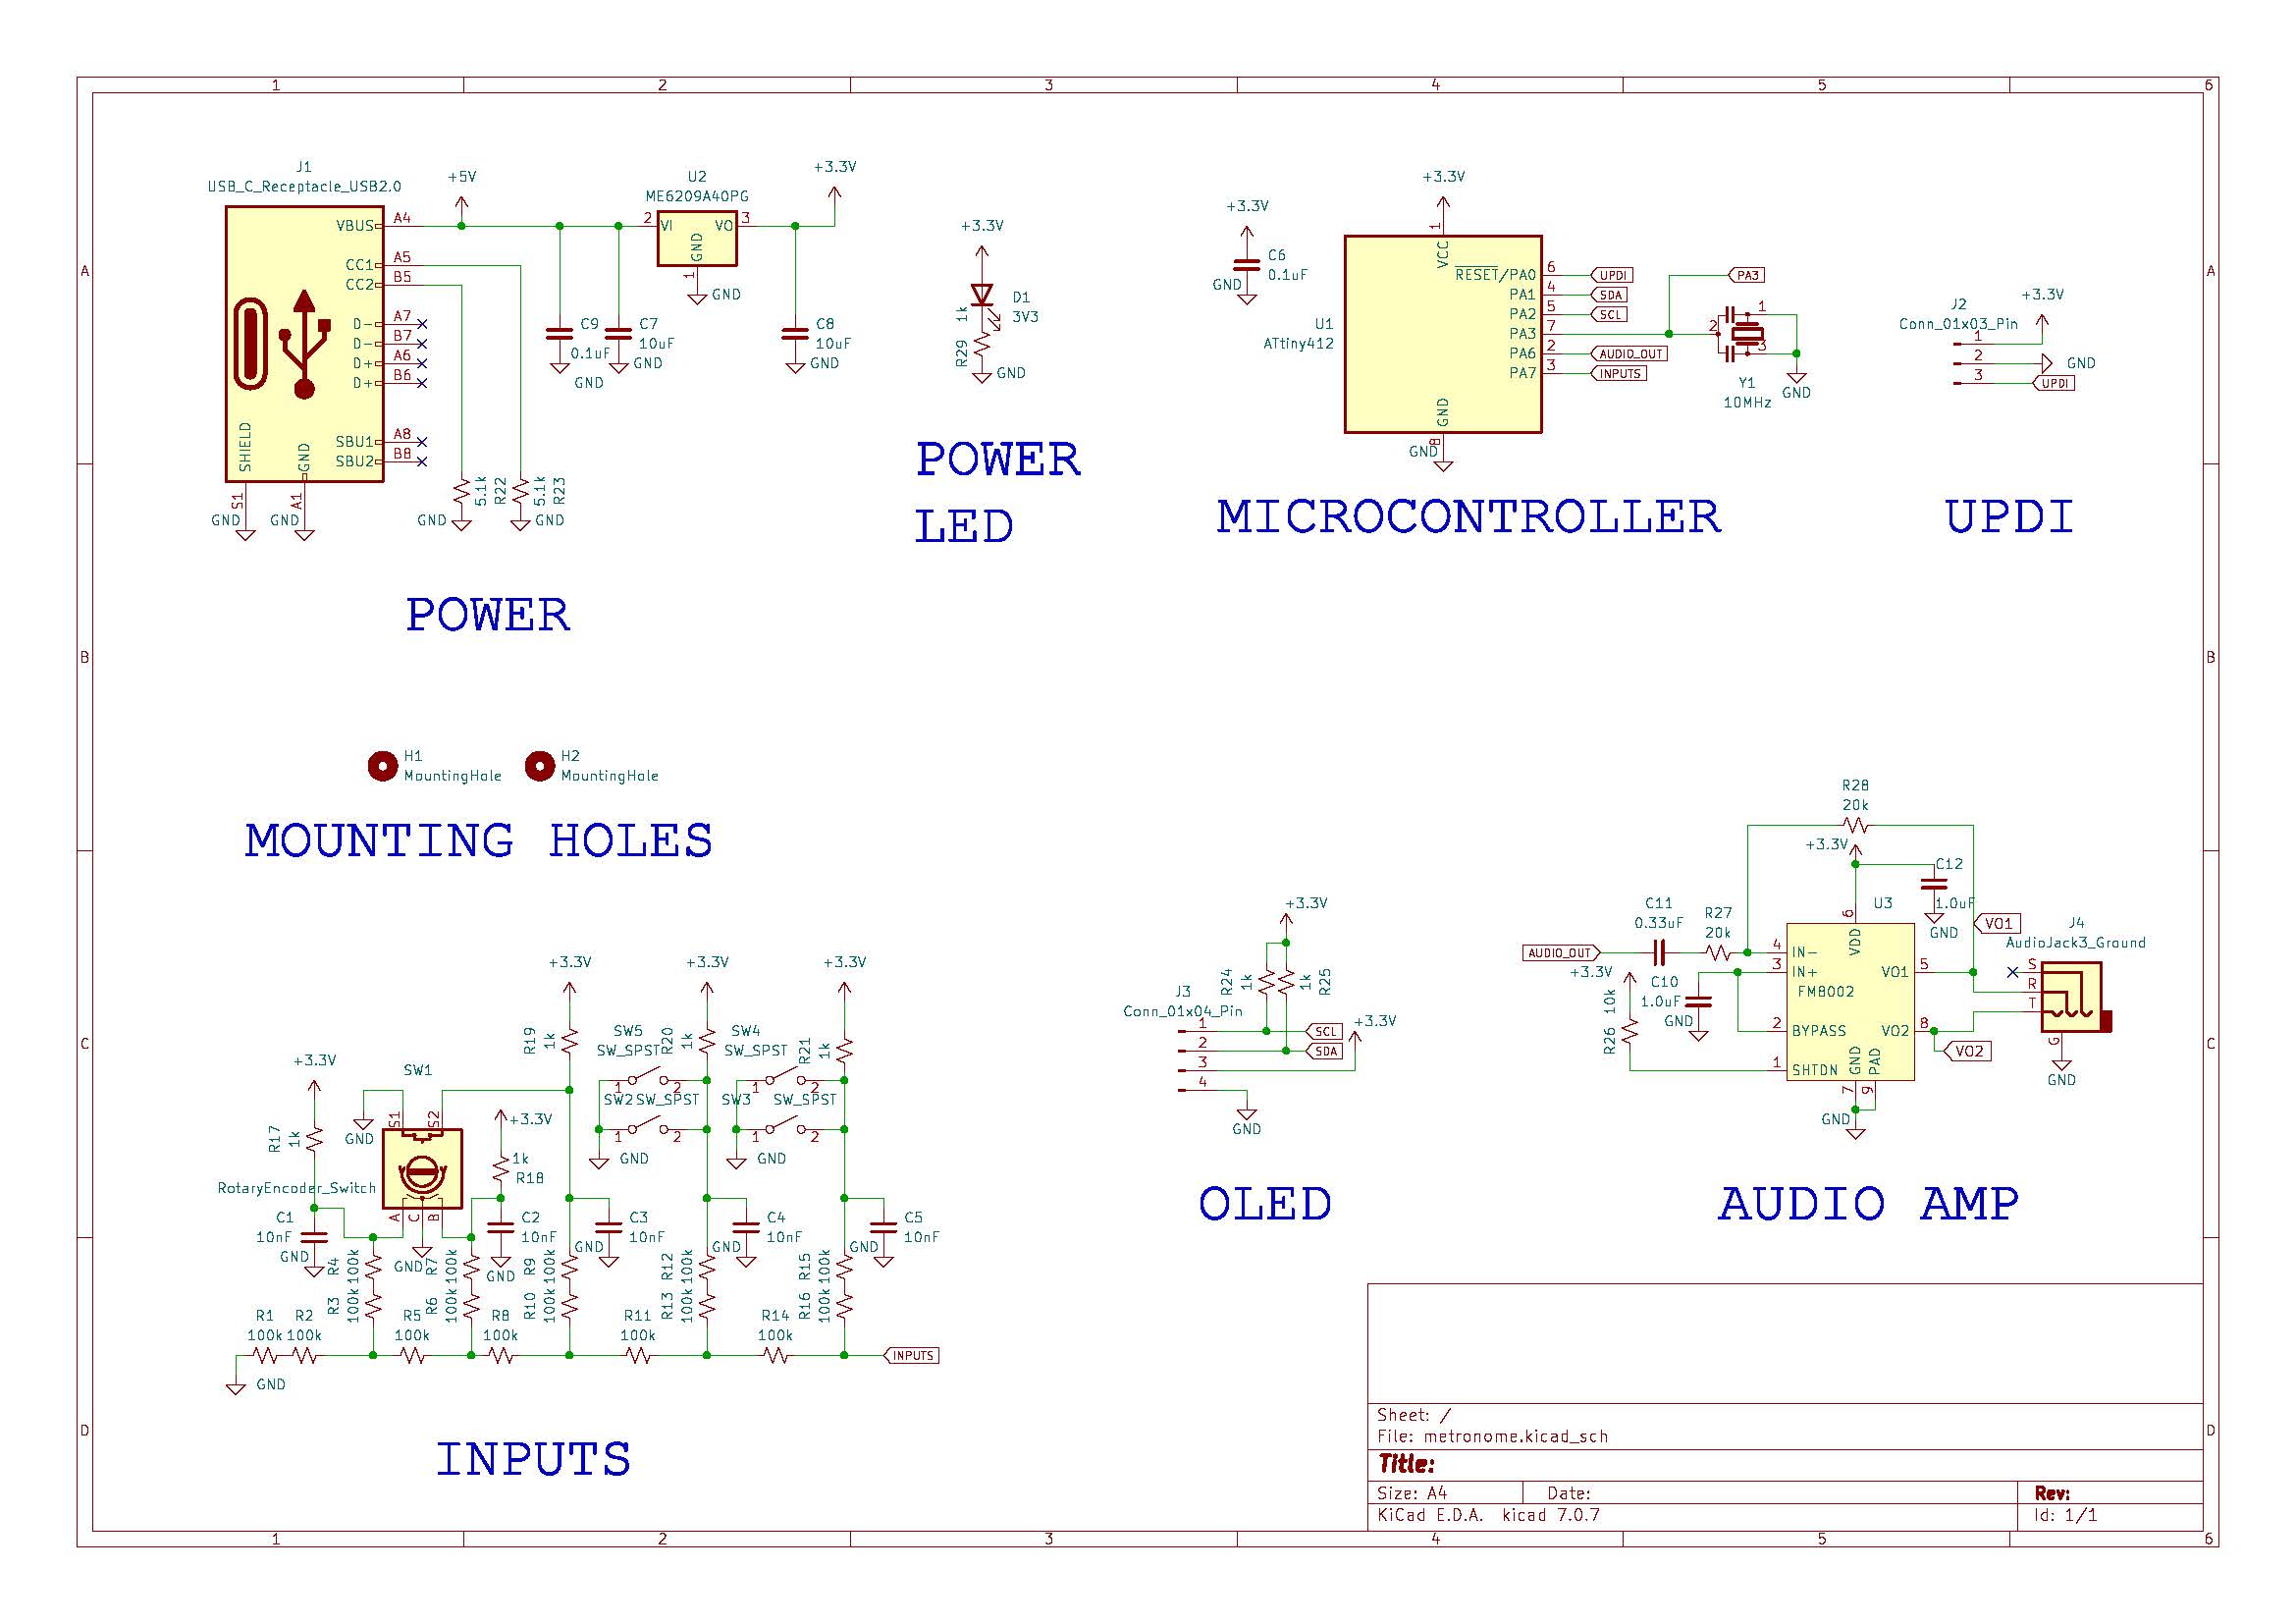 1 2 3 4 5 6
A
B
C
D
J1
USB_C_Receptacle_USB2.0
VBUS A4
CC1 A5
CC2 B5
D- A7
D- B7
D+ A6
D+ B6
SBU1 A8
SBU2 B8
SHIELD
GND
S1
A1
GND
GND
+5V
GND
5.1k
R22
5.1k
R23
GND
C9
0.1uF
GND
C7
10uF
GND
U2
ME6209A40PG
2 VI VO 3
GND
1
GND
+3.3V
C8
10uF
GND
POWER
+3.3V
D1
3V3
1k
R29
GND
POWER
LED
+3.3V
C6
0.1uF
GND
+3.3V
1
VCC
U1
ATtiny412
RESET/PA0 6 UPDI
PA1 4 SDA
PA2 5 SCL
PA3 7
PA6 2 AUDIO_OUT
PA7 3 INPUTS
GND
8
GND
PA3
1
2
3
Y1
10MHz
GND
MICROCONTROLLER
J2
Conn_01x03_Pin
+3.3V
1
2 GND
3 UPDI
UPDI
H1
MountingHole
H2
MountingHole
MOUNTING HOLES
+3.3V
R17
1k
C1
10nF
GND
SW1
S1
S2
GND
RotaryEncoder_Switch
A C B
GND
+3.3V
1k
R18
C2
10nF
GND
+3.3V
R19
1k
C3
10nF
GND
+3.3V
R20
1k
SW5
SW_SPST
1 2
SW2 SW_SPST
1 2
GND
C4
10nF
GND
+3.3V
R21
1k
SW4
SW_SPST
1 2
SW3 SW_SPST
1 2
GND
C5
10nF
GND
R4
100k
R3
100k
R7
100k
R6
100k
R9
100k
R10
100k
R12
100k
R13
100k
R15
100k
R16
100k
R1
100k
R2
100k
R5
100k
R8
100k
R11
100k
R14
100k
INPUTS
GND
INPUTS
+3.3V
R24
1k
1k
R25
J3
Conn_01x04_Pin
1 SCL
2 SDA
3
4
+3.3V
GND
OLED
R28
20k
+3.3V
C12
1.0uF
GND
C11
0.33uF
R27
20k
AUDIO_OUT
+3.3V
10k
R26
C10
1.0uF
GND
U3
6
VDD
4 IN-
3 IN+
FM8002
2 BYPASS
1 SHTDN
VO1 5
VO2 8
GND
PAD
7
9
GND
VO1
VO2
J4
AudioJack3_Ground
S
R
T
G
GND
AUDIO AMP
Sheet: /
File: metronome.kicad_sch
Title:
Size: A4 Date: Rev:
KiCad E.D.A. kicad 7.0.7 Id: 1/1
A
B
C
D
1 2 3 4 5 6